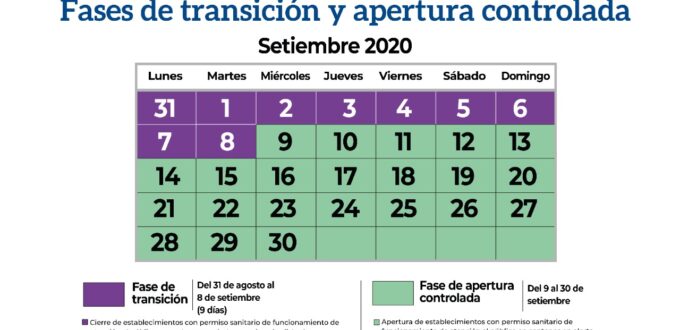 Fases de transición y apertura controlada
Setiembre 2020
Lunes Martes Miércoles Jueves Viernes Sábado Domingo
31 1 2 3 4 5 6
7 8 9 10 11 12 13
14 15 16 17 18 19 20
21 22 23 24 25 26 27
28 29 30
Fase de transición
Del 31 de agosto al
8 de setiembre
(9 días)
Fase de apertura
controlada
Del 9 al 30 de
setiembre
Cierre de establecimientos con permiso sanitario de funcionamiento de
Apertura de establecimientos con permiso sanitario de